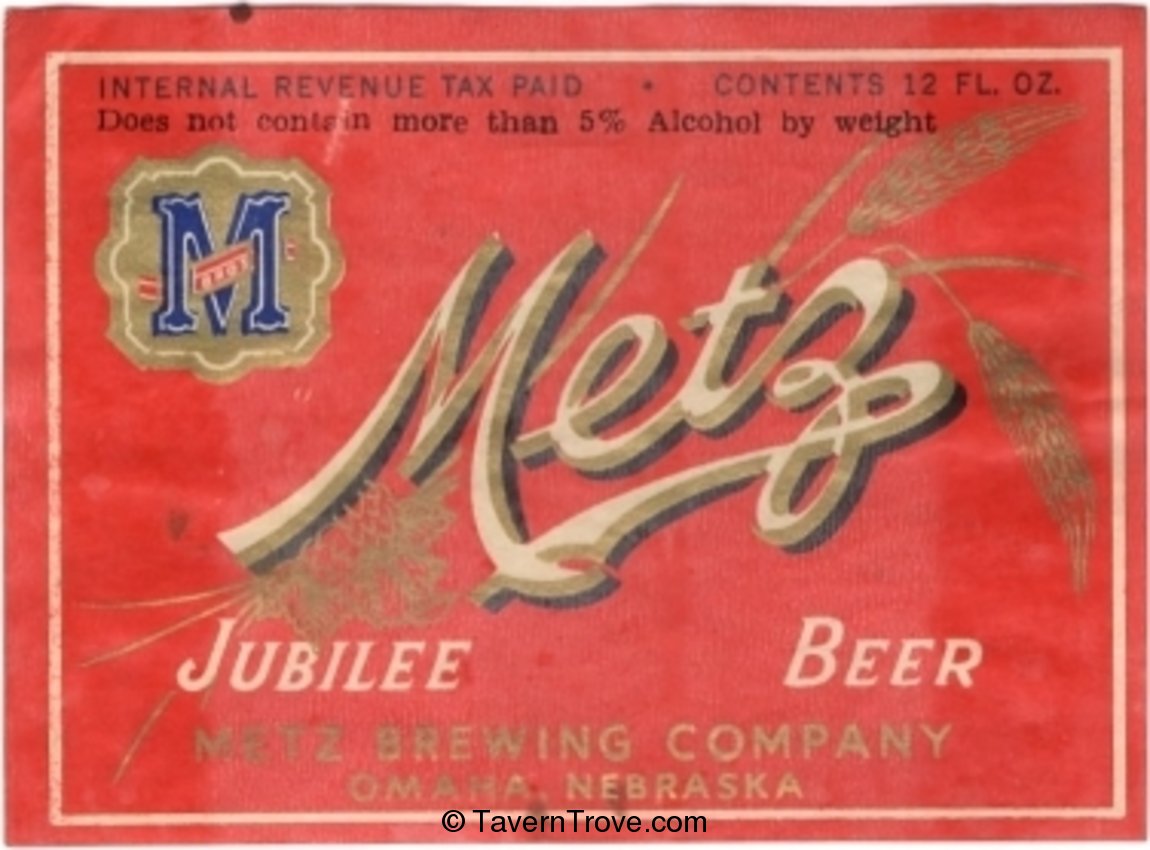 INTERNAL REVENUE TAX PAID • CONTENTS 12 FL. OZ.
Does not contain more than 5% Alcohol by weight
M
BROS
Metz
JUBILEE BEER
METZ BREWING COMPANY
OMAHA, NEBRASKA
© TavernTrove.com